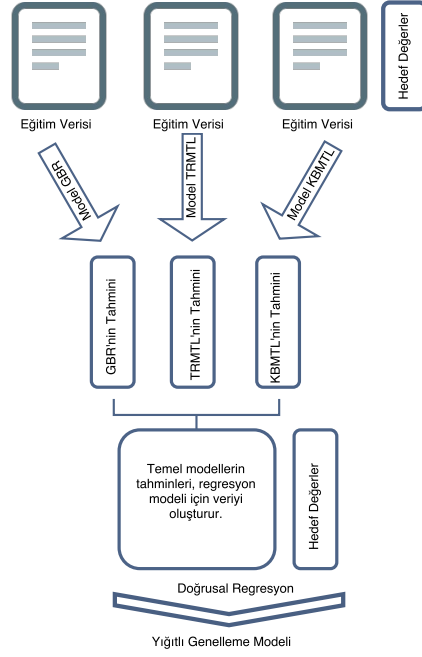 Hedef Değerler
Eğitim Verisi
Eğitim Verisi
Eğitim Verisi
Model GBR
Model TRMTL
Model KBMTL
GBR'nin Tahmini
TRMTL'nin Tahmini
KBMTL'nin Tahmini
Temel modellerin
tahminleri, regresyon
modeli için veriyi
oluşturur.
Hedef Değerler
Doğrusal Regresyon
Yığıtlı Genelleme Modeli